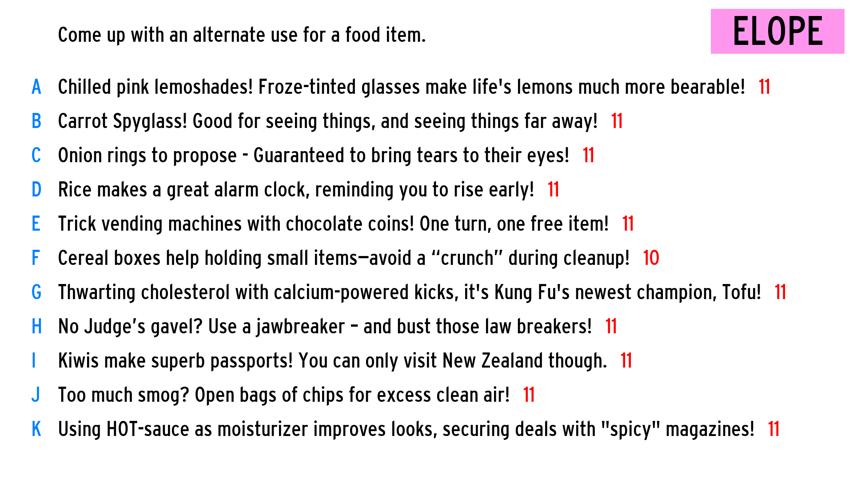 Come up with an alternate use for a food item.
ELOPE
A Chilled pink lemoshades! Froze-tinted glasses make life's lemons much more bearable! 11
B Carrot Spyglass! Good for seeing things, and seeing things far away! 11
C Onion rings to propose - Guaranteed to bring tears to their eyes! 11
D Rice makes a great alarm clock, reminding you to rise early! 11
E Trick vending machines with chocolate coins! One turn, one free item! 11
F Cereal boxes help holding small items—avoid a “crunch” during cleanup! 10
G Thwarting cholesterol with calcium-powered kicks, it's Kung Fu's newest champion, Tofu! 11
H No Judge’s gavel? Use a jawbreaker – and bust those law breakers! 11
I Kiwis make superb passports! You can only visit New Zealand though. 11
J Too much smog? Open bags of chips for excess clean air! 11
K Using HOT-sauce as moisturizer improves looks, securing deals with "spicy" magazines! 11